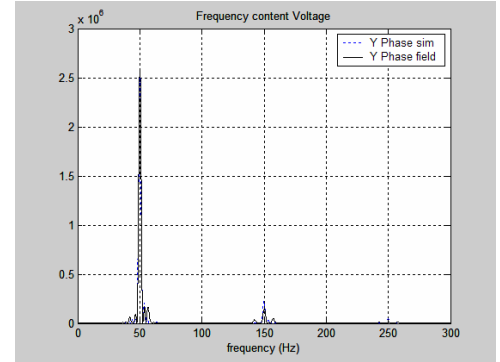 Frequency content Voltage
x 10^6
Y Phase sim
Y Phase field
3
2.5
2
1.5
1
0.5
0
0 50 100 150 200 250 300
frequency (Hz)